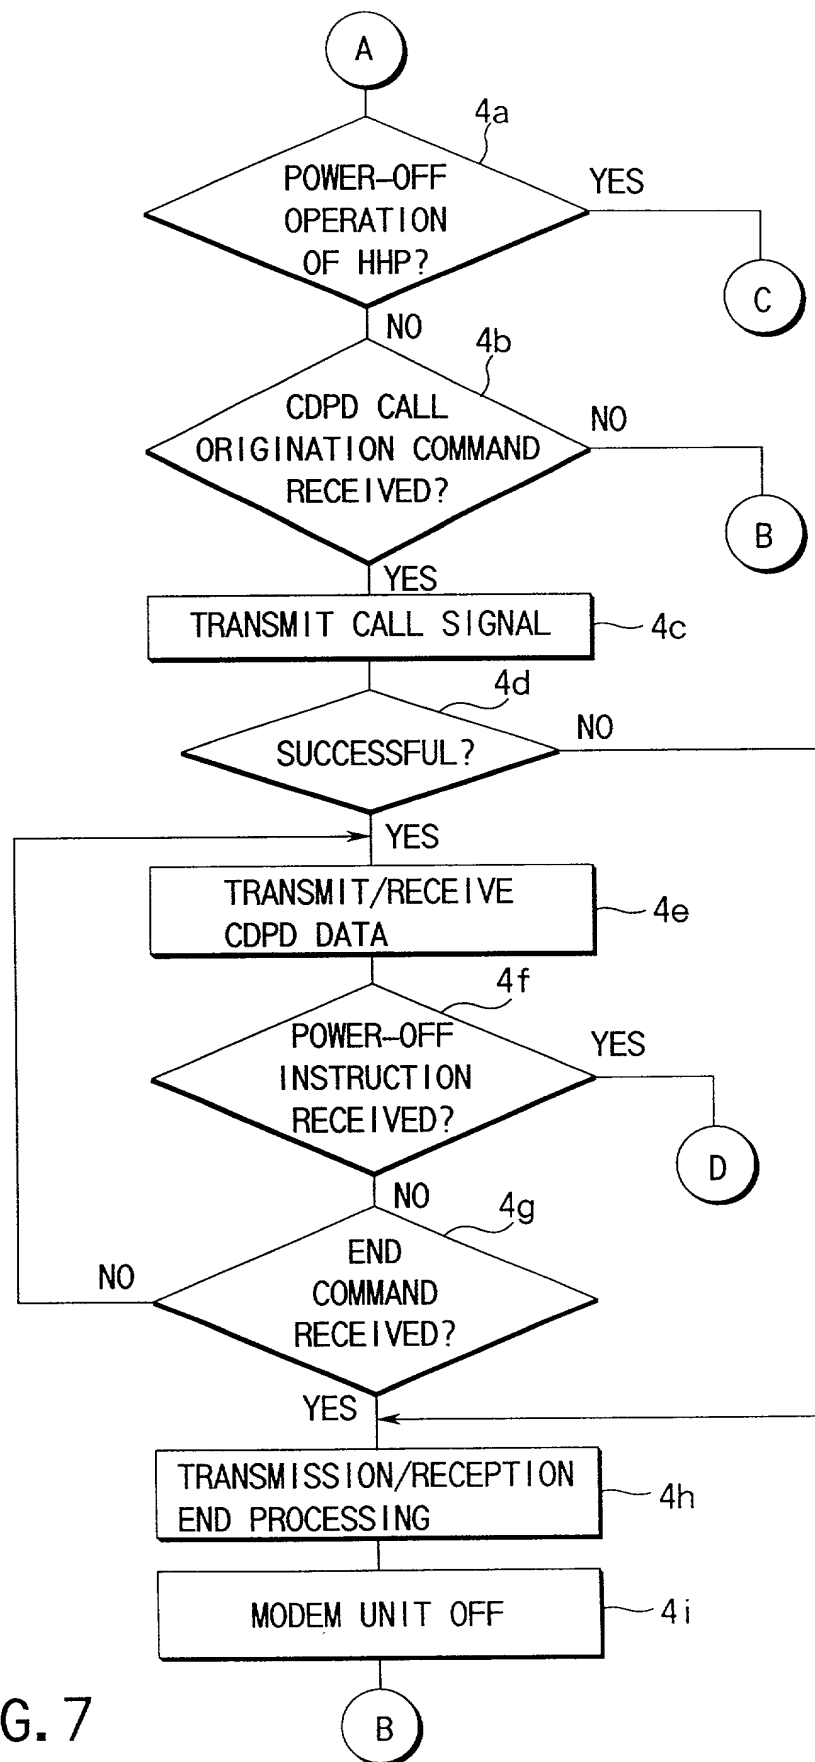 A
4a
POWER-OFF
OPERATION
OF HHP?
YES
C
NO
4b
CDPD CALL
ORIGINATION COMMAND
RECEIVED?
NO
B
YES
TRANSMIT CALL SIGNAL
4c
4d
SUCCESSFUL?
NO
YES
TRANSMIT/RECEIVE
CDPD DATA
4e
4f
POWER-OFF
INSTRUCTION
RECEIVED?
YES
D
NO
4g
END
COMMAND
RECEIVED?
NO
YES
TRANSMISSION/RECEPTION
END PROCESSING
4h
MODEM UNIT OFF
4i
B
G.7